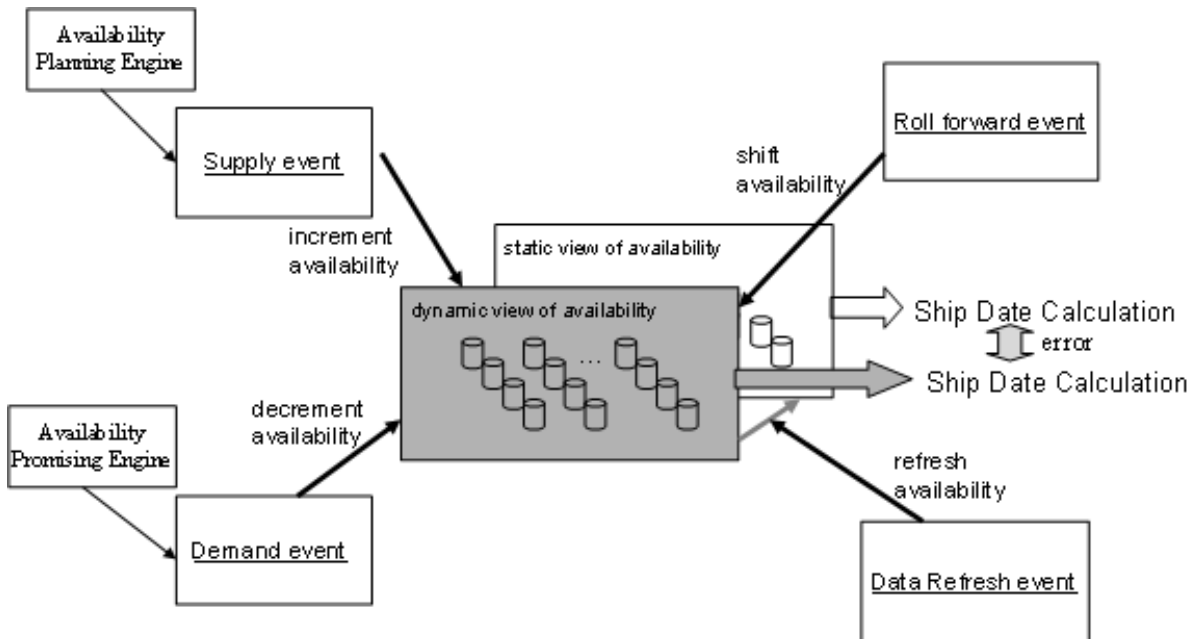 Availability
Planning Engine
Supply event
Roll forward event
shift
availability
increment
availability
static view of availability
dynamic view of availability
...
Ship Date Calculation
error
Ship Date Calculation
decrement
availability
Availability
Promising Engine
refresh
availability
Demand event
Data Refresh event